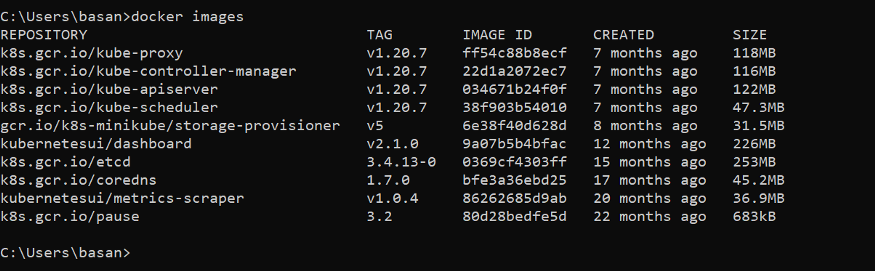 C:\Users\basan>docker images
REPOSITORY TAG IMAGE ID CREATED SIZE
k8s.gcr.io/kube-proxy v1.20.7 ff54c88b8ecf 7 months ago 118MB
k8s.gcr.io/kube-controller-manager v1.20.7 22d1a2072ec7 7 months ago 116MB
k8s.gcr.io/kube-apiserver v1.20.7 034671b24f0f 7 months ago 122MB
k8s.gcr.io/kube-scheduler v1.20.7 38f903b54010 7 months ago 47.3MB
gcr.io/k8s-minikube/storage-provisioner v5 6e38f40d628d 8 months ago 31.5MB
kubernetesui/dashboard v2.1.0 9a07b5b4bfac 12 months ago 226MB
k8s.gcr.io/etcd 3.4.13-0 0369cf4303ff 15 months ago 253MB
k8s.gcr.io/coredns 1.7.0 bfe3a36ebd25 17 months ago 45.2MB
kubernetesui/metrics-scraper v1.0.4 86262685d9ab 20 months ago 36.9MB
k8s.gcr.io/pause 3.2 80d28bedfe5d 22 months ago 683kB
C:\Users\basan>